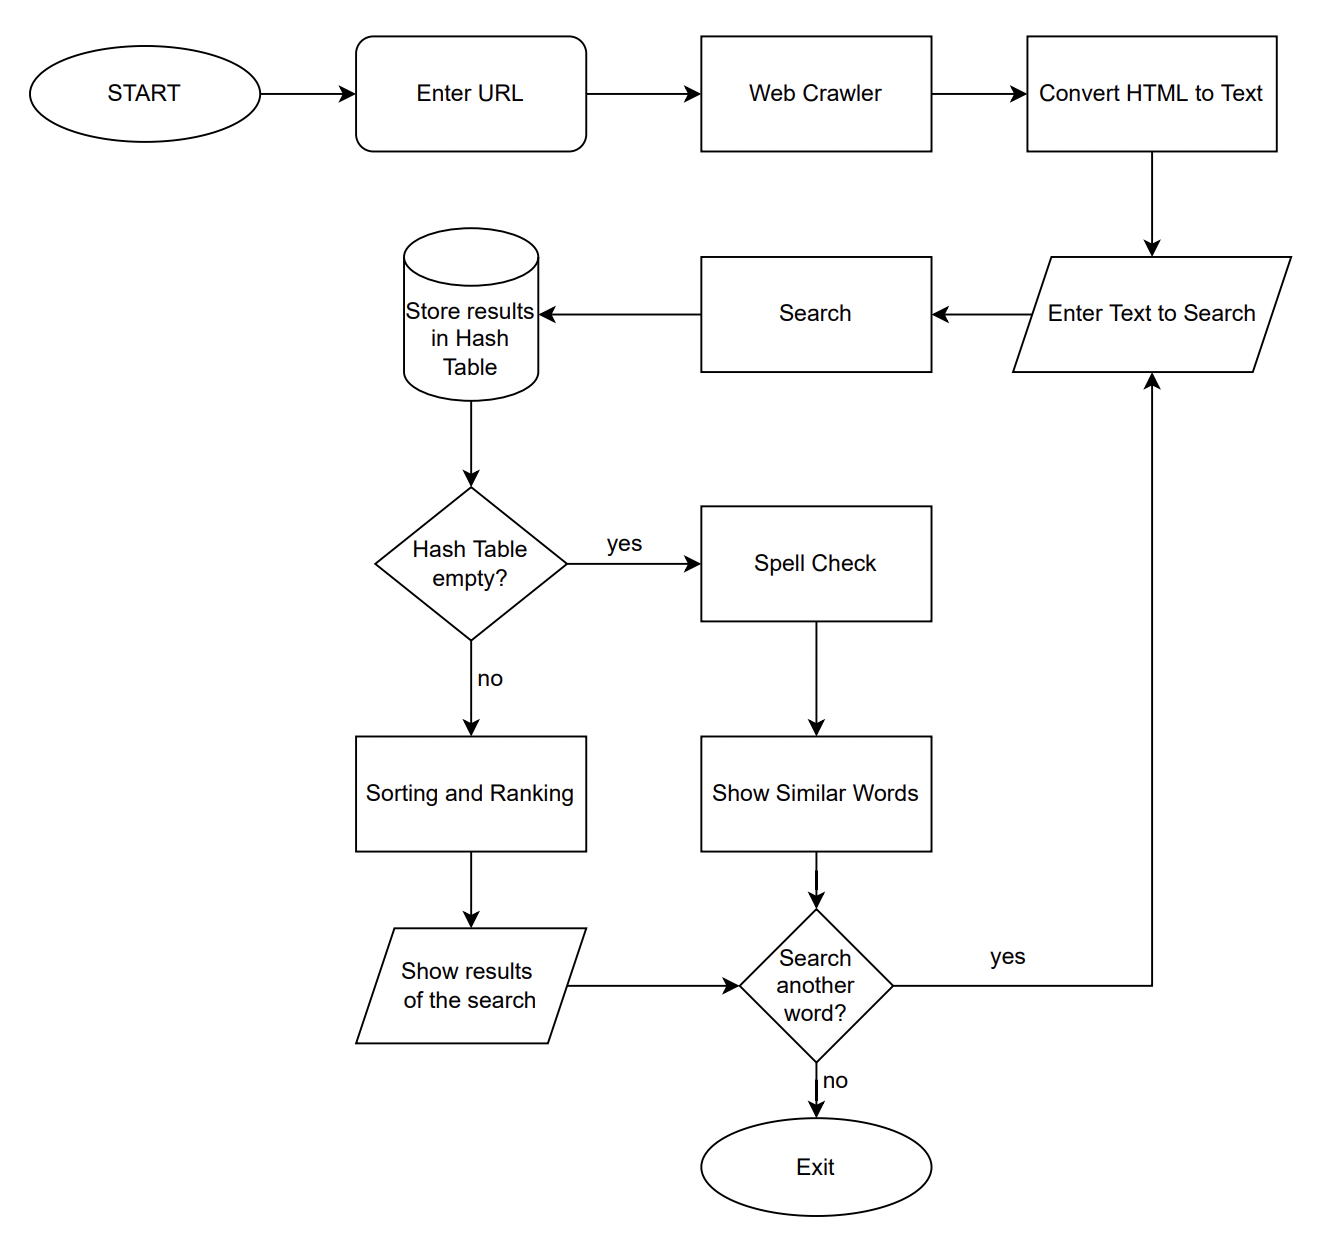 START
Enter URL
Web Crawler
Convert HTML to Text
Enter Text to Search
Search
Store results
in Hash
Table
Hash Table
empty?
yes
Spell Check
no
Sorting and Ranking
Show Similar Words
Show results
of the search
Search
another
word?
yes
no
Exit